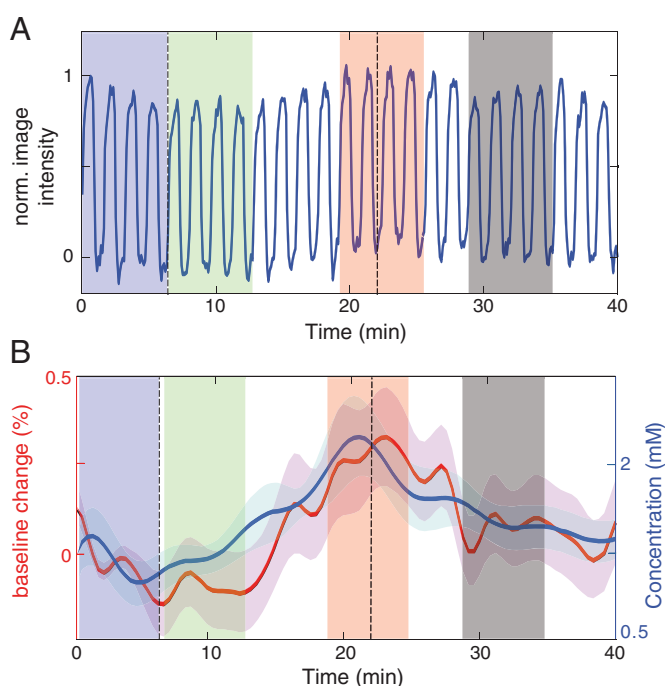 A
norm. image
intensity
1
0
0
10
20
30
40
Time (min)
B
baseline change (%)
0.5
0
Concentration (mM)
2
0.5
0
10
20
30
40
Time (min)